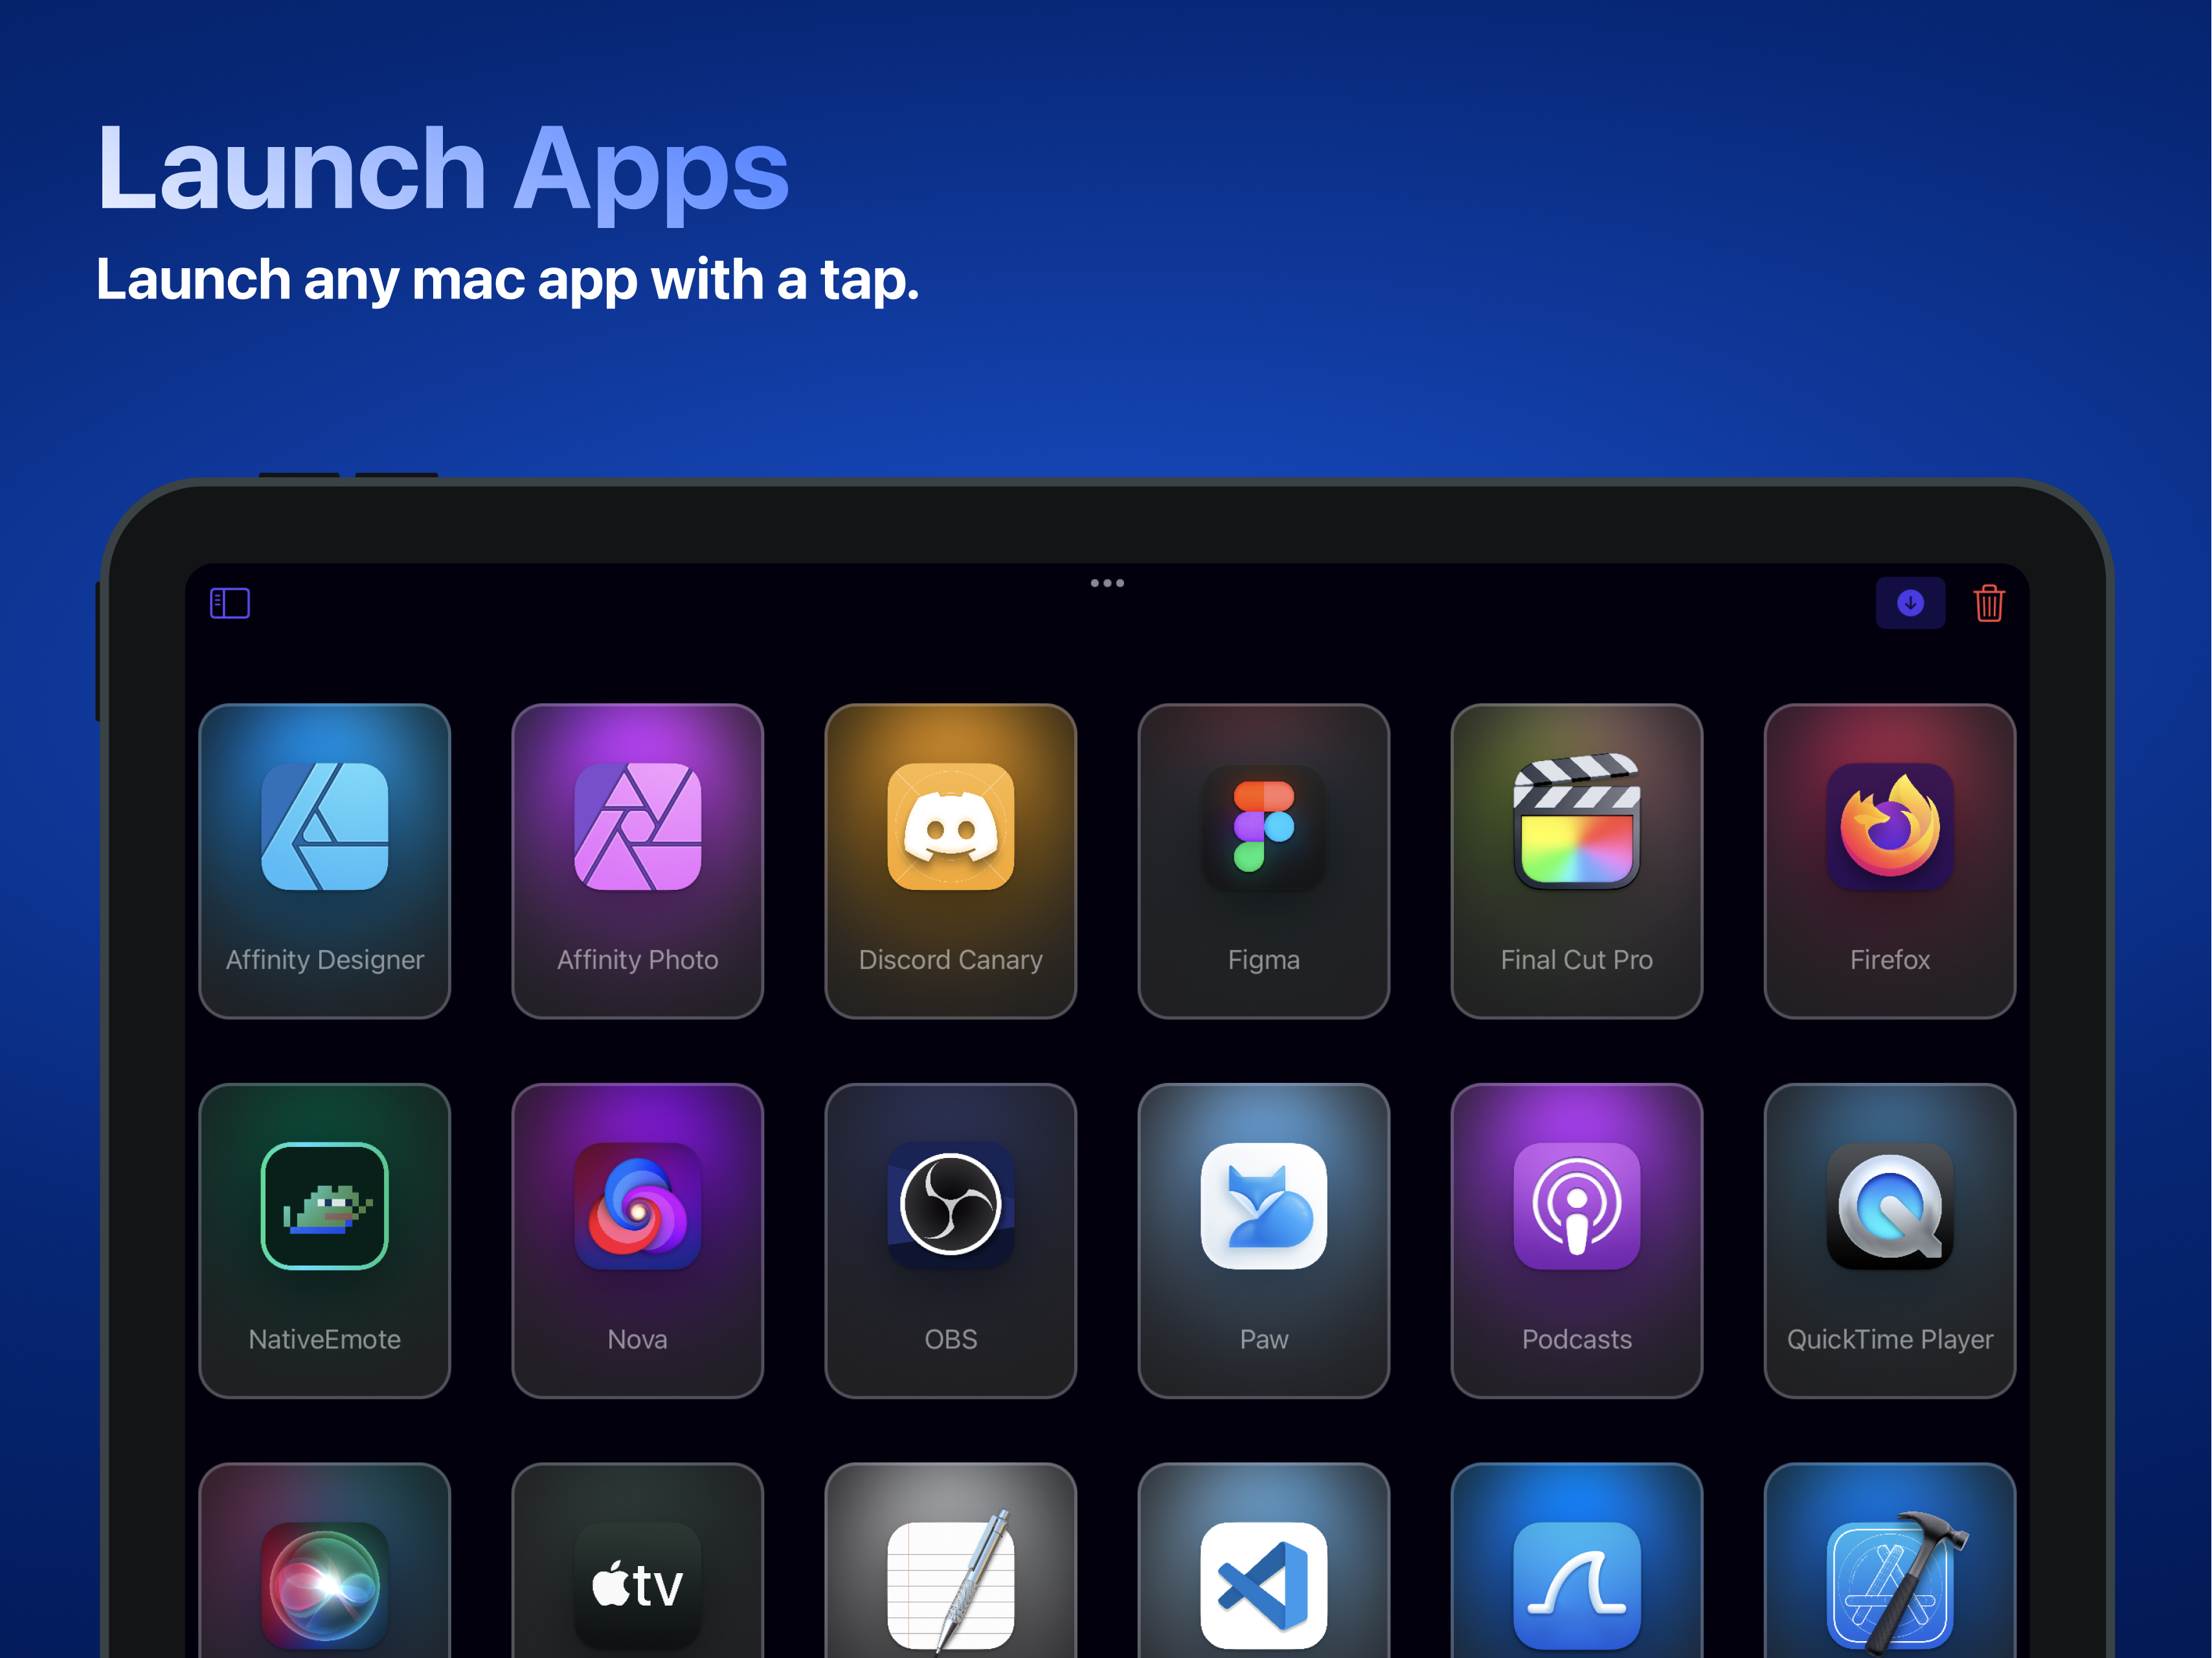 Launch Apps
Launch any mac app with a tap.
Affinity Designer
Affinity Photo
Discord Canary
Figma
Final Cut Pro
Firefox
NativeEmote
Nova
OBS
Paw
Podcasts
QuickTime Player
tv